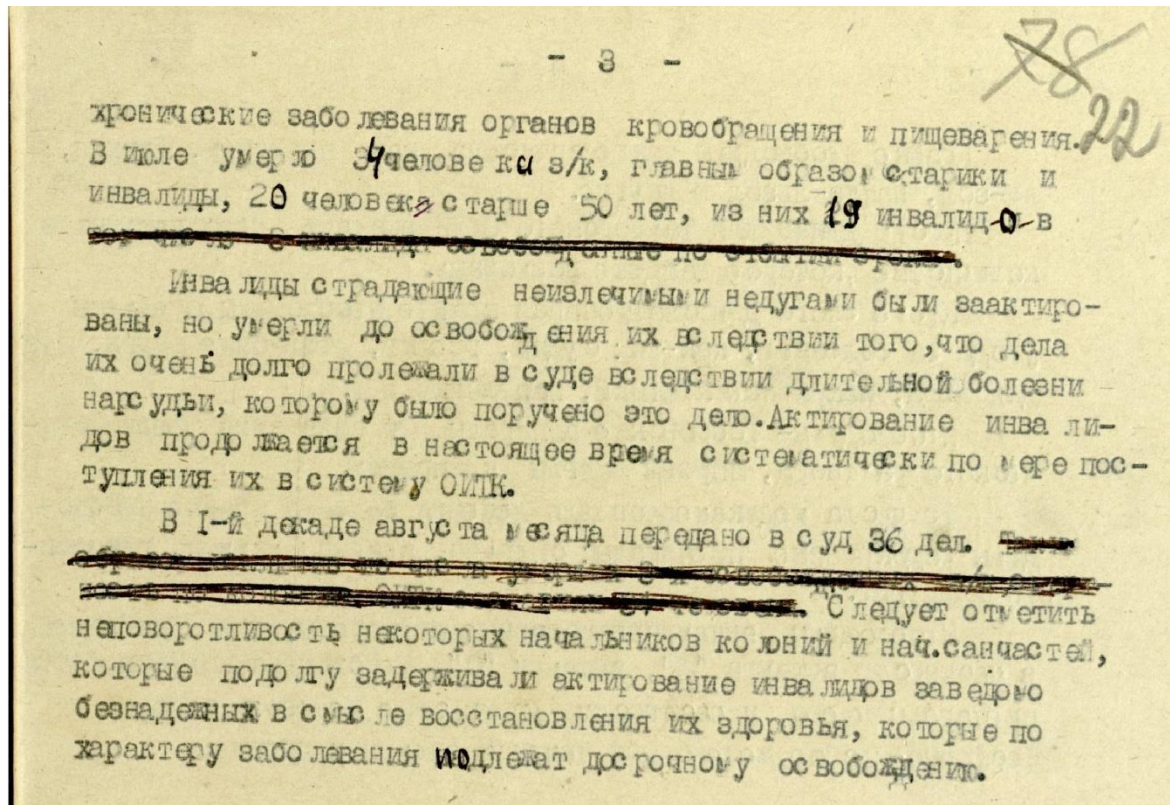 - 3 -
78
22
хронические заболевания органов кровобращения и пищеварения.
В июле умерло 34 человека з/к, главным образом старики и
инвалиды, 20 человека старше 50 лет, из них 19 инвалидов
Инвалиды страдающие неизлечимыми недугами были заактиро-
ваны, но умерли до освобождения их вследствии того, что дела
их очень долго пролежали в суде вследствии длительной болезни
нарсудьи, которому было поручено это дело. Актирование инвали-
дов продолжается в настоящее время систематически по мере пос-
тупления их в систему ОИТК.
В I-й декаде августа месяца передано в суд 36 дел.
Следует отметить
неповоротливость некоторых начальников колоний и нач. санчастей,
которые подолгу задерживали актирование инвалидов заведомо
безнадежных в смысле восстановления их здоровья, которые по
характеру заболевания подлежат досрочному освобождению.